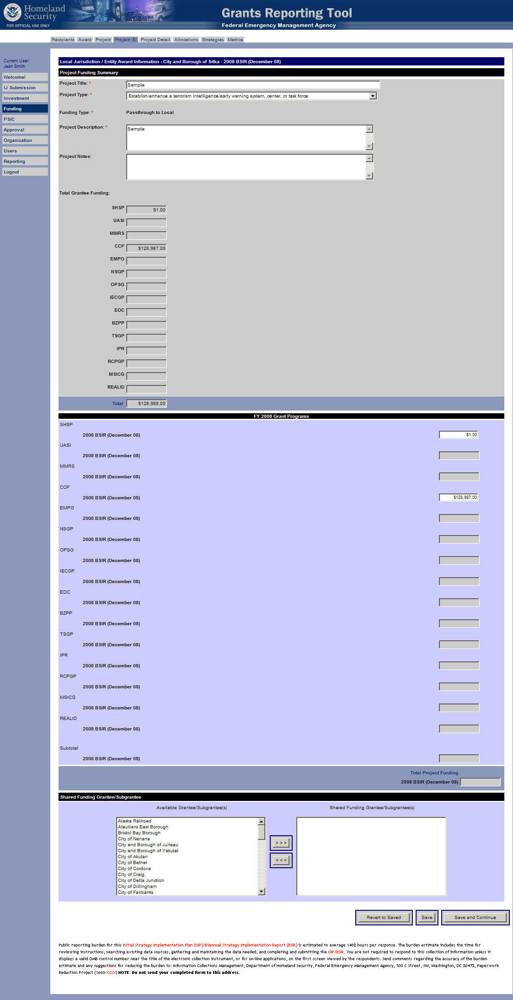 Homeland
Security
FOR OFFICIAL USE ONLY
Grants Reporting Tool
Federal Emergency Management Agency
Recipients Award Project Project ($) Project Detail Allocations Strategies Metrics
Current User:
Jean Smith
Welcome!
IJ Submission
Investment
Funding
PSIC
Approval
Organization
Users
Reporting
Logout
Local Jurisdiction / Entity Award Information - City and Borough of Sitka - 2008 BSIR (December 08)
Project Funding Summary
Project Title: * Sample
Project Type: * Establish/enhance a terrorism intelligence/early warning system, center, or task force
Funding Type: * Passthrough to Local
Project Description: * Sample
Project Notes:
Total Grantee Funding:
SHSP $1.00
UASI
MMRS
CCP $128,987.00
EMPG
NSGP
OPSG
IECGP
EOC
BZPP
TSGP
IPR
RCPGP
MSICG
REALID
Total $128,988.00
FY 2008 Grant Programs
SHSP
2008 BSIR (December 08) $1.00
UASI
2008 BSIR (December 08)
MMRS
2008 BSIR (December 08)
CCP
2008 BSIR (December 08) $128,987.00
EMPG
2008 BSIR (December 08)
NSGP
2008 BSIR (December 08)
OPSG
2008 BSIR (December 08)
IECGP
2008 BSIR (December 08)
EOC
2008 BSIR (December 08)
BZPP
2008 BSIR (December 08)
TSGP
2008 BSIR (December 08)
IPR
2008 BSIR (December 08)
RCPGP
2008 BSIR (December 08)
MSICG
2008 BSIR (December 08)
REALID
2008 BSIR (December 08)
Subtotal
2008 BSIR (December 08)
Total Project Funding
2008 BSIR (December 08)
Shared Funding Grantee/Subgrantee
Available Grantee/Subgrantee(s) Shared Funding Grantee/Subgrantee(s)
Alaska Railroad
Aleutians East Borough
Bristol Bay Borough
City of Nenana
City and Borough of Juneau
City and Borough of Yakutat
City of Akutan
City of Bethel
City of Cordova
City of Craig
City of Delta Junction
City of Dillingham
City of Fairbanks
> > >
< < <
Revert to Saved Save Save and Continue
Public reporting burden for this Initial Strategy Implementation Plan (ISIP)/Biannual Strategy Implementation Report (BSIR) is estimated to average 1482 hours per response. The burden estimate includes the time for
reviewing instructions, searching existing data sources, gathering and maintaining the data needed, and completing and submitting the ISIP/BSIR. You are not required to respond to this collection of information unless it
displays a valid OMB control number near the title of the electronic collection instrument, or for on-line applications, on the first screen viewed by the respondents. Send comments regarding the accuracy of the burden
estimate and any suggestions for reducing the burden to: Information Collections Management, Department of Homeland Security, Federal Emergency Management Agency, 500 C Street, SW, Washington, DC 20472, Paperwork
Reduction Project (1660-XXXX) NOTE: Do not send your completed form to this address.